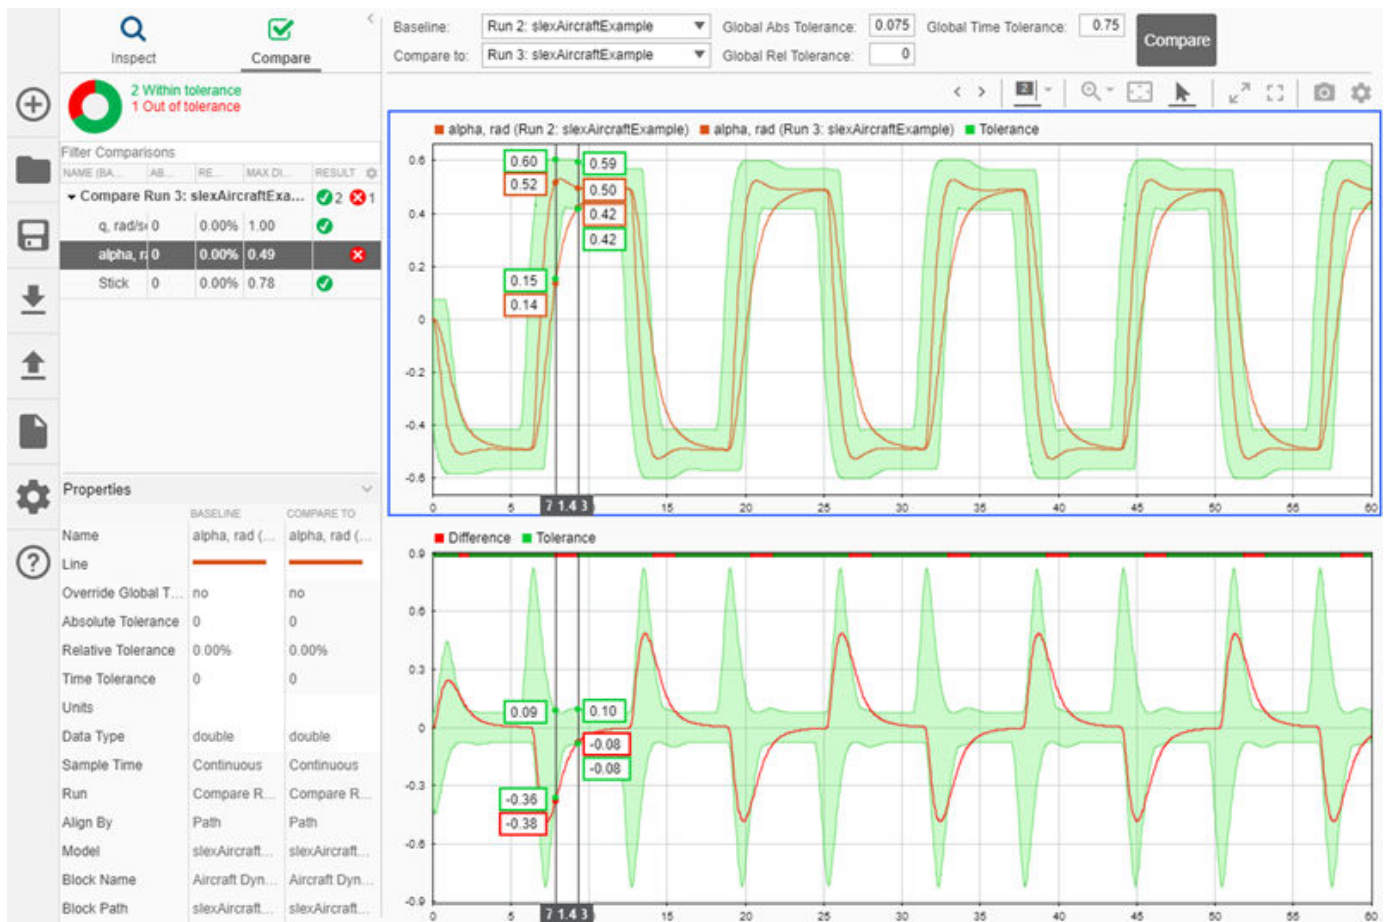 Inspect
Compare
2 Within tolerance
1 Out of tolerance
Filter Comparisons
NAME (BA... AB... RE... MAX DI... RESULT
Compare Run 3: slexAircraftExa... 2 1
q, rad/s 0 0.00% 1.00
alpha, r 0 0.00% 0.49
Stick 0 0.00% 0.78
Properties
BASELINE COMPARE TO
Name alpha, rad (... alpha, rad (...
Line
Override Global T... no no
Absolute Tolerance 0 0
Relative Tolerance 0.00% 0.00%
Time Tolerance 0 0
Units
Data Type double double
Sample Time Continuous Continuous
Run Compare R... Compare R...
Align By Path Path
Model slexAircraft... slexAircraft...
Block Name Aircraft Dyn... Aircraft Dyn...
Block Path slexAircraft... slexAircraft...
Baseline: Run 2: slexAircraftExample Global Abs Tolerance: 0.075 Global Time Tolerance: 0.75
Compare to: Run 3: slexAircraftExample Global Rel Tolerance: 0
Compare
2
alpha, rad (Run 2: slexAircraftExample) alpha, rad (Run 3: slexAircraftExample) Tolerance
0.6
0.4
0.2
0
-0.2
-0.4
-0.6
0.60 0.59
0.52 0.50
0.42
0.42
0.15
0.14
0 5 7 1.4 3 15 20 25 30 35 40 45 50 55 60
Difference Tolerance
0.9
0.6
0.3
0
-0.3
-0.6
-0.9
0.09 0.10
-0.08
-0.08
-0.36
-0.38
0 5 7 1.4 3 15 20 25 30 35 40 45 50 55 60